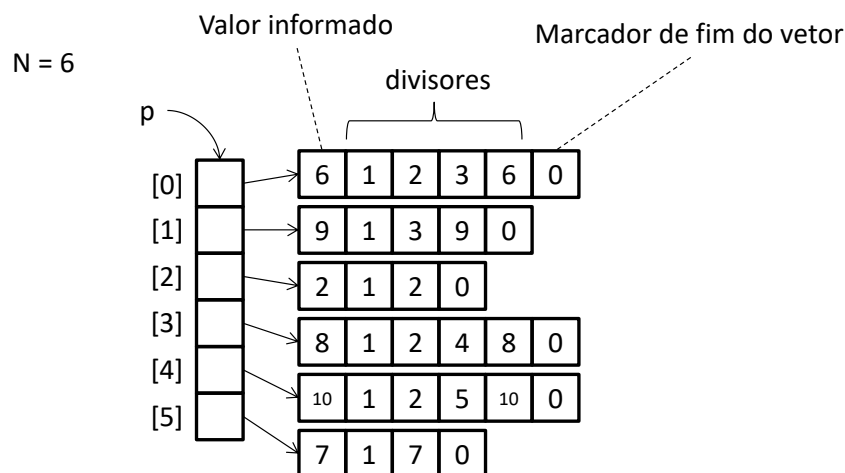 Valor informado
Marcador de fim do vetor
N = 6
divisores
p
[0] 6 1 2 3 6 0
[1] 9 1 3 9 0
[2] 2 1 2 0
[3] 8 1 2 4 8 0
[4] 10 1 2 5 10 0
[5] 7 1 7 0